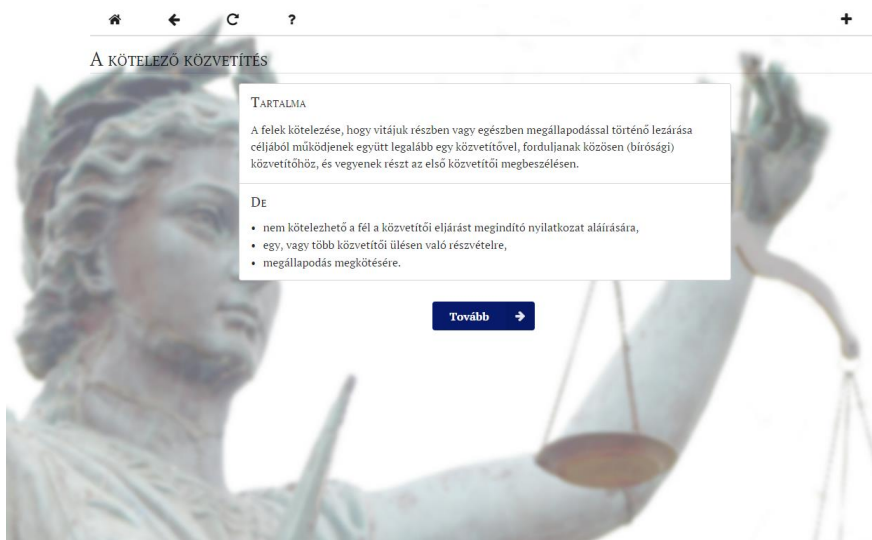 A kötelező közvetítés
Tartalma
A felek kötelezése, hogy vitájuk részben vagy egészben megállapodással történő lezárása
céljából működjenek együtt legalább egy közvetítővel, forduljanak közösen (bírósági)
közvetítőhöz, és vegyenek részt az első közvetítői megbeszélésen.
De
• nem kötelezhető a fél a közvetítői eljárást megindító nyilatkozat aláírására,
• egy, vagy több közvetítői ülésen való részvételre,
• megállapodás megkötésére.
Tovább